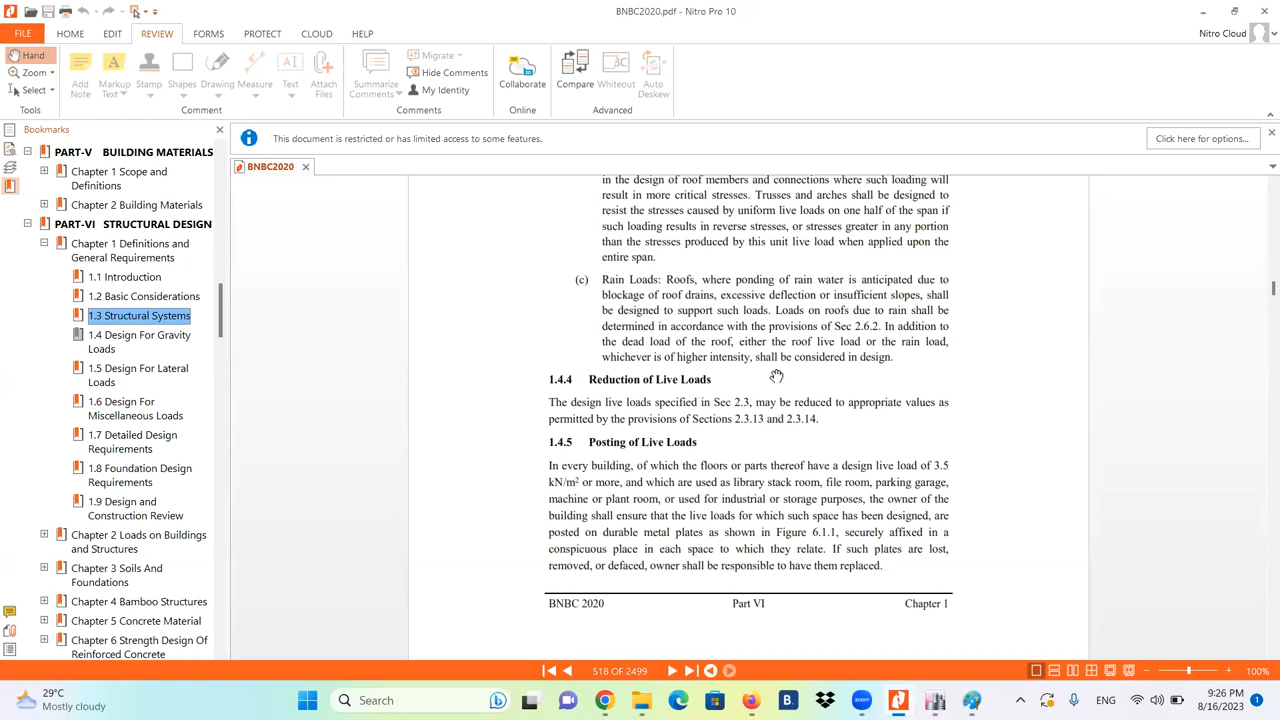 BNBC2020.pdf - Nitro Pro 10
FILE HOME EDIT REVIEW FORMS PROTECT CLOUD HELP
Nitro Cloud
Hand
Zoom
Select
Tools
Add Note
Markup Text
Stamp
Shapes
Drawing
Measure
Text
Attach Files
Comment
Summarize Comments
Migrate
Hide Comments
My Identity
Comments
Collaborate
Online
Compare
Whiteout
Auto Deskew
Advanced
Bookmarks
This document is restricted or has limited access to some features.
Click here for options...
BNBC2020
PART-V BUILDING MATERIALS
Chapter 1 Scope and
Definitions
Chapter 2 Building Materials
PART-VI STRUCTURAL DESIGN
Chapter 1 Definitions and
General Requirements
1.1 Introduction
1.2 Basic Considerations
1.3 Structural Systems
1.4 Design For Gravity
Loads
1.5 Design For Lateral
Loads
1.6 Design For
Miscellaneous Loads
1.7 Detailed Design
Requirements
1.8 Foundation Design
Requirements
1.9 Design and
Construction Review
Chapter 2 Loads on Buildings
and Structures
Chapter 3 Soils And
Foundations
Chapter 4 Bamboo Structures
Chapter 5 Concrete Material
Chapter 6 Strength Design Of
Reinforced Concrete
in the design of roof members and connections where such loading will
result in more critical stresses. Trusses and arches shall be designed to
resist the stresses caused by uniform live loads on one half of the span if
such loading results in reverse stresses, or stresses greater in any portion
than the stresses produced by this unit live load when applied upon the
entire span.
(c) Rain Loads: Roofs, where ponding of rain water is anticipated due to
blockage of roof drains, excessive deflection or insufficient slopes, shall
be designed to support such loads. Loads on roofs due to rain shall be
determined in accordance with the provisions of Sec 2.6.2. In addition to
the dead load of the roof, either the roof live load or the rain load,
whichever is of higher intensity, shall be considered in design.
1.4.4 Reduction of Live Loads
The design live loads specified in Sec 2.3, may be reduced to appropriate values as
permitted by the provisions of Sections 2.3.13 and 2.3.14.
1.4.5 Posting of Live Loads
In every building, of which the floors or parts thereof have a design live load of 3.5
kN/m² or more, and which are used as library stack room, file room, parking garage,
machine or plant room, or used for industrial or storage purposes, the owner of the
building shall ensure that the live loads for which such space has been designed, are
posted on durable metal plates as shown in Figure 6.1.1, securely affixed in a
conspicuous place in each space to which they relate. If such plates are lost,
removed, or defaced, owner shall be responsible to have them replaced.
BNBC 2020 Part VI Chapter 1
518 OF 2499
100%
29°C
Mostly cloudy
Search
zoom
ENG
9:26 PM
8/16/2023